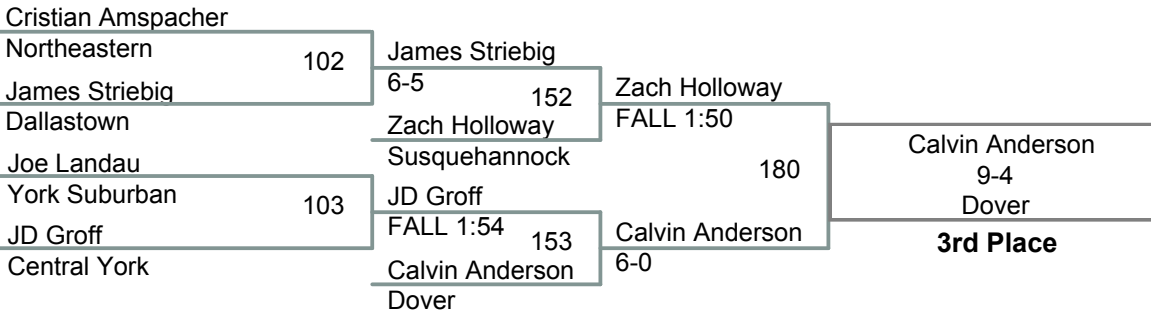 Cristian Amspacher
Northeastern
102
James Striebig
Dallastown
James Striebig
6-5
152
Zach Holloway
Susquehannock
Joe Landau
York Suburban
103
JD Groff
Central York
JD Groff
FALL 1:54
153
Calvin Anderson
Dover
Zach Holloway
FALL 1:50
180
Calvin Anderson
6-0
Calvin Anderson
9-4
Dover
3rd Place